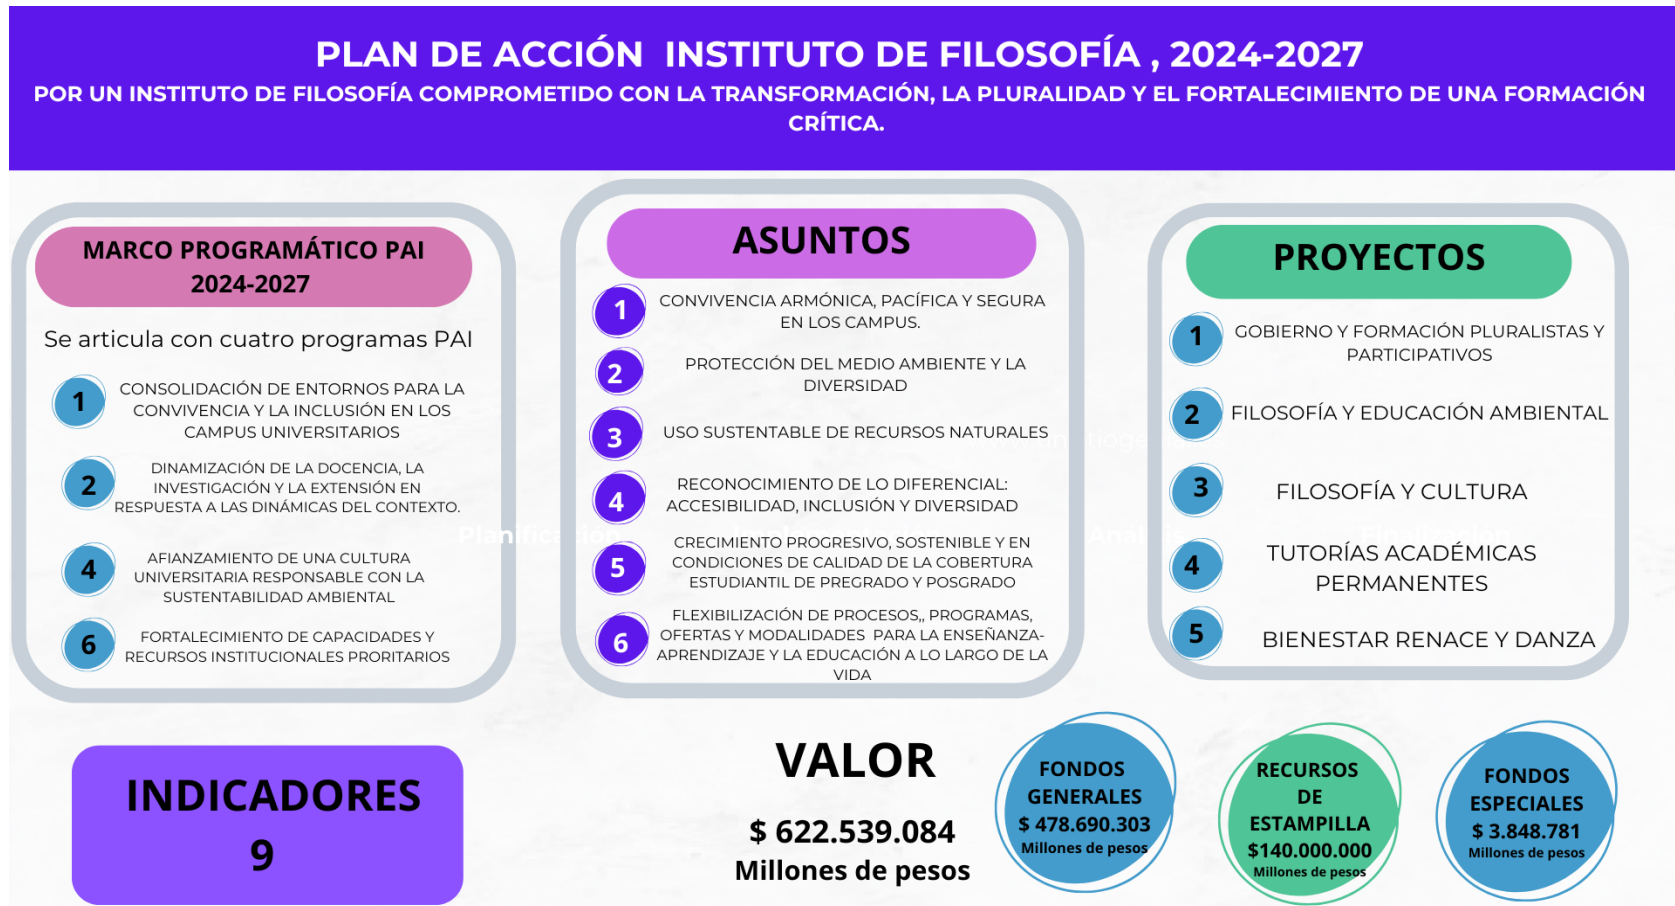 PLAN DE ACCIÓN INSTITUTO DE FILOSOFÍA , 2024-2027
POR UN INSTITUTO DE FILOSOFÍA COMPROMETIDO CON LA TRANSFORMACIÓN, LA PLURALIDAD Y EL FORTALECIMIENTO DE UNA FORMACIÓN
CRÍTICA.
MARCO PROGRAMÁTICO PAI
2024-2027
Se articula con cuatro programas PAI
1
CONSOLIDACIÓN DE ENTORNOS PARA LA
CONVIVENCIA Y LA INCLUSIÓN EN LOS
CAMPUS UNIVERSITARIOS
2
DINAMIZACIÓN DE LA DOCENCIA, LA
INVESTIGACIÓN Y LA EXTENSIÓN EN
RESPUESTA A LAS DINÁMICAS DEL CONTEXTO.
4
AFIANZAMIENTO DE UNA CULTURA
UNIVERSITARIA RESPONSABLE CON LA
SUSTENTABILIDAD AMBIENTAL
6
FORTALECIMIENTO DE CAPACIDADES Y
RECURSOS INSTITUCIONALES PRORITARIOS
ASUNTOS
1
CONVIVENCIA ARMÓNICA, PACÍFICA Y SEGURA
EN LOS CAMPUS.
2
PROTECCIÓN DEL MEDIO AMBIENTE Y LA
DIVERSIDAD
3
USO SUSTENTABLE DE RECURSOS NATURALES
4
RECONOCIMIENTO DE LO DIFERENCIAL:
ACCESIBILIDAD, INCLUSIÓN Y DIVERSIDAD
5
CRECIMIENTO PROGRESIVO, SOSTENIBLE Y EN
CONDICIONES DE CALIDAD DE LA COBERTURA
ESTUDIANTIL DE PREGRADO Y POSGRADO
6
FLEXIBILIZACIÓN DE PROCESOS,, PROGRAMAS,
OFERTAS Y MODALIDADES PARA LA ENSEÑANZA-
APRENDIZAJE Y LA EDUCACIÓN A LO LARGO DE LA
VIDA
PROYECTOS
1
GOBIERNO Y FORMACIÓN PLURALISTAS Y
PARTICIPATIVOS
2
FILOSOFÍA Y EDUCACIÓN AMBIENTAL
3
FILOSOFÍA Y CULTURA
4
TUTORÍAS ACADÉMICAS
PERMANENTES
5
BIENESTAR RENACE Y DANZA
Planificación
Implementación
Análisis
Finalización
INDICADORES
9
VALOR
$ 622.539.084
Millones de pesos
FONDOS
GENERALES
$ 478.690.303
Millones de pesos
RECURSOS
DE
ESTAMPILLA
$140.000.000
Millones de pesos
FONDOS
ESPECIALES
$ 3.848.781
Millones de pesos